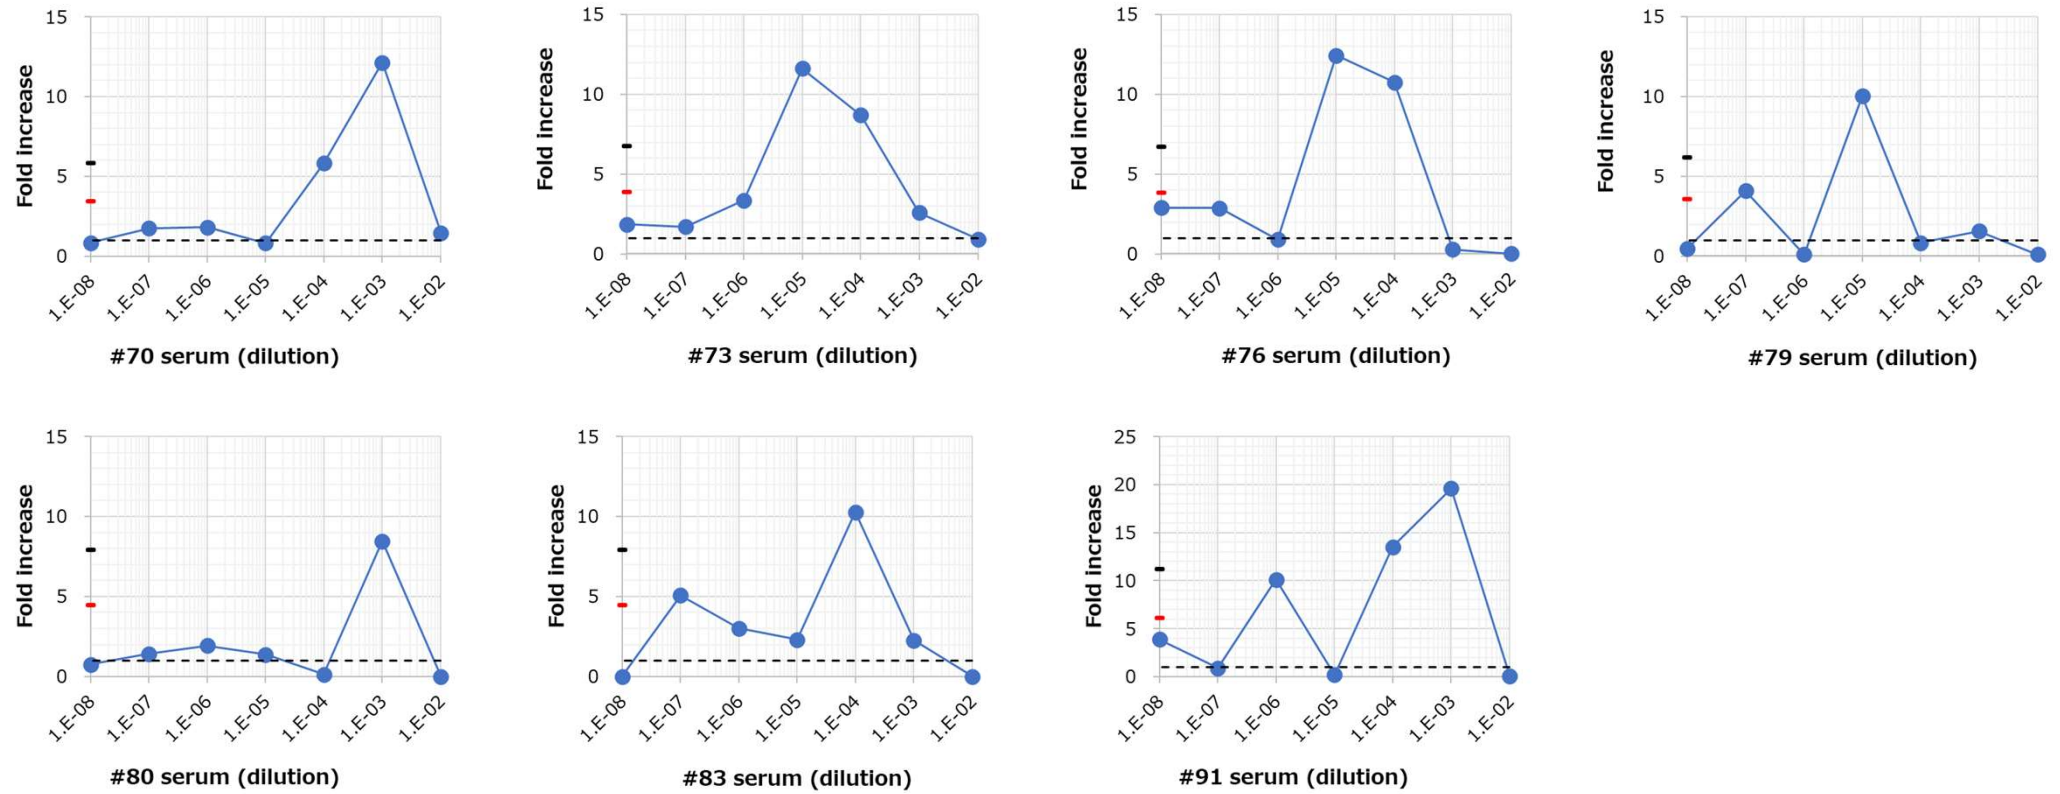 Fold increase
15
10
5
0
1.E-08
1.E-07
1.E-06
1.E-05
1.E-04
1.E-03
1.E-02
#70 serum (dilution)
Fold increase
15
10
5
0
1.E-08
1.E-07
1.E-06
1.E-05
1.E-04
1.E-03
1.E-02
#73 serum (dilution)
Fold increase
15
10
5
0
1.E-08
1.E-07
1.E-06
1.E-05
1.E-04
1.E-03
1.E-02
#76 serum (dilution)
Fold increase
15
10
5
0
1.E-08
1.E-07
1.E-06
1.E-05
1.E-04
1.E-03
1.E-02
#79 serum (dilution)
Fold increase
15
10
5
0
1.E-08
1.E-07
1.E-06
1.E-05
1.E-04
1.E-03
1.E-02
#80 serum (dilution)
Fold increase
15
10
5
0
1.E-08
1.E-07
1.E-06
1.E-05
1.E-04
1.E-03
1.E-02
#83 serum (dilution)
Fold increase
25
20
15
10
5
0
1.E-08
1.E-07
1.E-06
1.E-05
1.E-04
1.E-03
1.E-02
#91 serum (dilution)